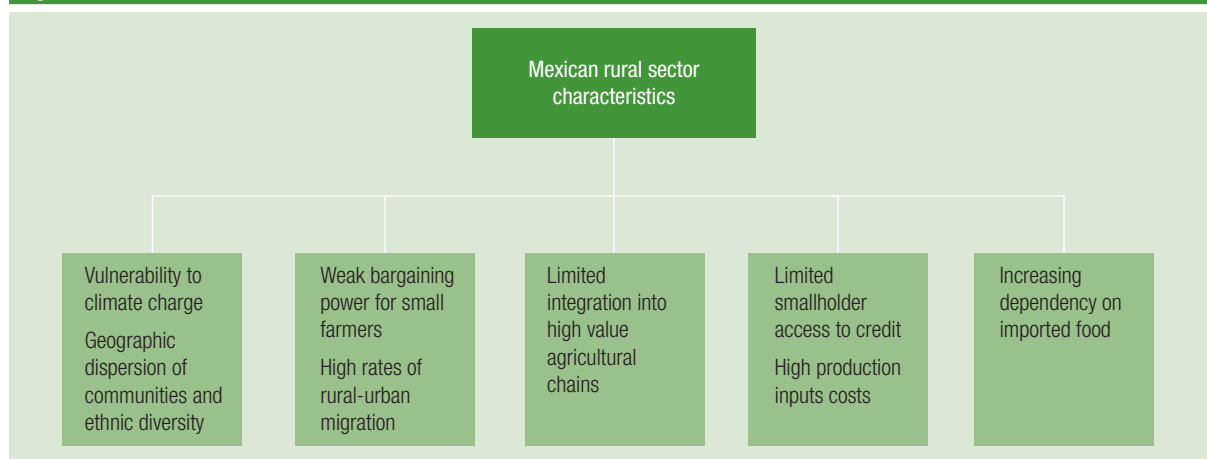 Mexican rural sector
characteristics
Vulnerability to
climate charge
Geographic
dispersion of
communities and
ethnic diversity
Weak bargaining
power for small
farmers
High rates of
rural-urban
migration
Limited
integration into
high value
agricultural
chains
Limited
smallholder
access to credit
High production
inputs costs
Increasing
dependency on
imported food